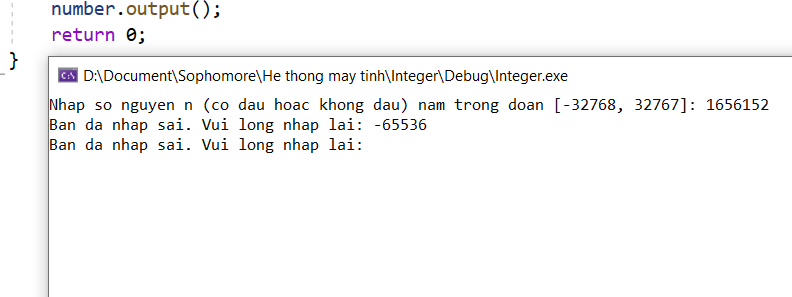 number.output();
return 0;
}
C:\ D:\Document\Sophomore\He thong may tinh\Integer\Debug\Integer.exe
Nhap so nguyen n (co dau hoac khong dau) nam trong doan [-32768, 32767]: 1656152
Ban da nhap sai. Vui long nhap lai: -65536
Ban da nhap sai. Vui long nhap lai: